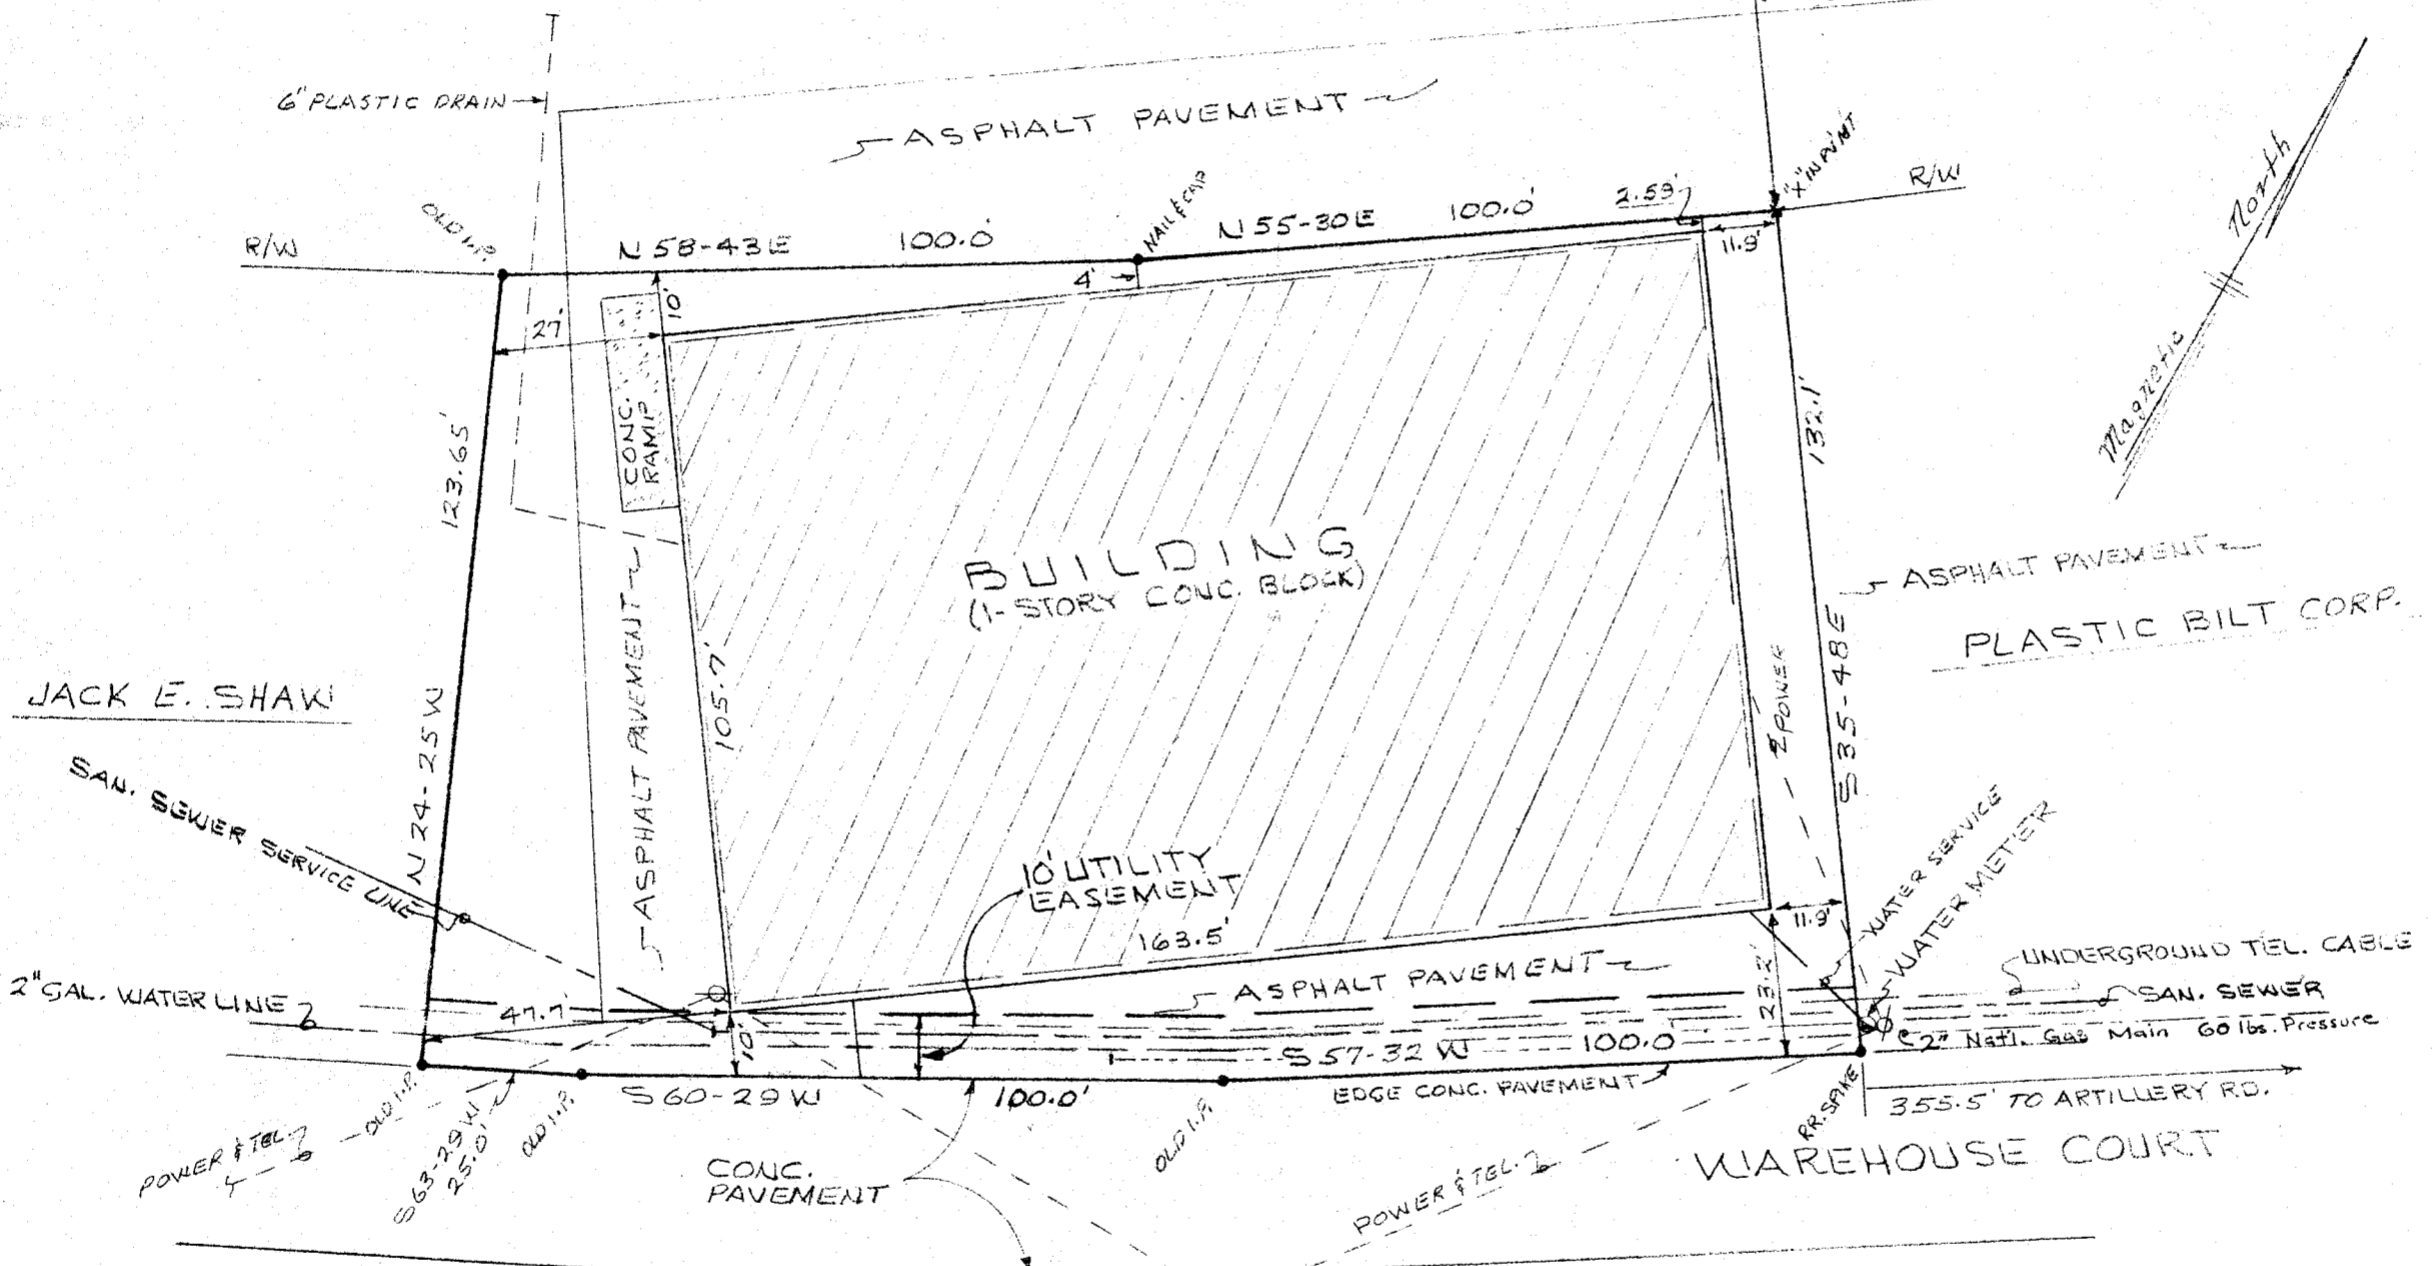 6" PLASTIC DRAIN
ASPHALT PAVEMENT
OLD I.P.
R/W
N 58-43 E
100.0'
NAIL & CAP
N 55-30 E
100.0'
2.59'
"X" IN PV'MT
R/W
11.9'
4'
10'
27'
Magnetic North
CONC.
RAMP
123.65'
N 24-25 W
132.1'
S 35-48 E
ASPHALT PAVEMENT
105.7'
BUILDING
(1-STORY CONC. BLOCK)
ASPHALT PAVEMENT
PLASTIC BILT CORP.
POWER
JACK E. SHAW
SAN. SEWER SERVICE LINE
10' UTILITY
EASEMENT
163.5'
ASPHALT PAVEMENT
11.9'
23.2'
WATER SERVICE
WATER METER
UNDERGROUND TEL. CABLE
SAN. SEWER
2" Nat'l. Gas Main 60 lbs. Pressure
2" GAL. WATER LINE
47.7'
10'
S 57-32 W
100.0'
EDGE CONC. PAVEMENT
S 60-29 W
100.0'
OLD I.P.
OLD I.P.
OLD I.P.
RR. SPIKE
355.5' TO ARTILLERY RD.
POWER & TEL.
S 63-29 W
25.0'
CONC.
PAVEMENT
POWER & TEL.
WAREHOUSE COURT